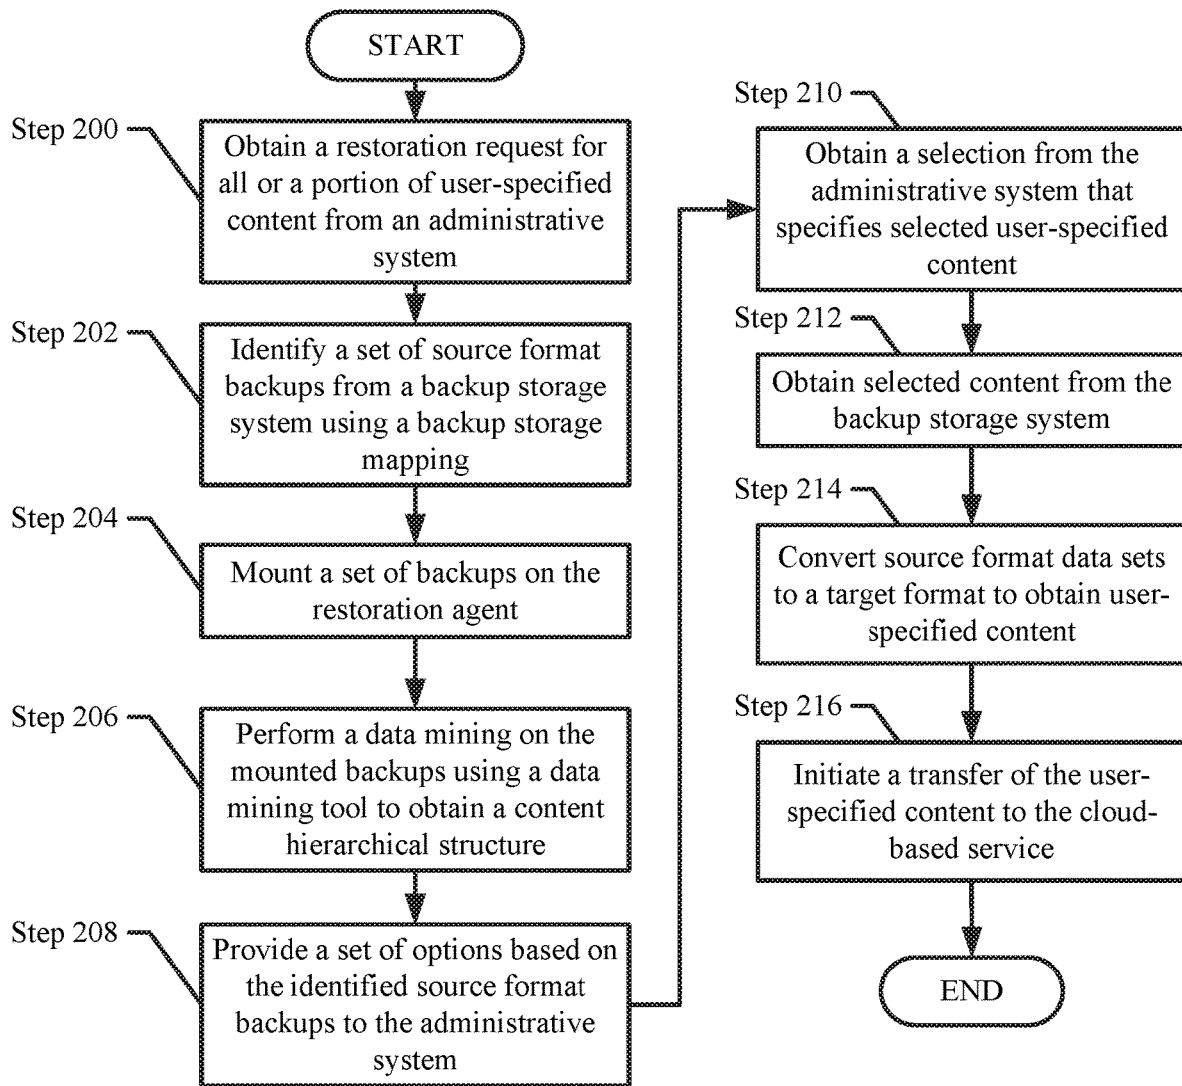 START
Step 200
Obtain a restoration request for
all or a portion of user-specified
content from an administrative
system
Step 202
Identify a set of source format
backups from a backup storage
system using a backup storage
mapping
Step 204
Mount a set of backups on the
restoration agent
Step 206
Perform a data mining on the
mounted backups using a data
mining tool to obtain a content
hierarchical structure
Step 208
Provide a set of options based on
the identified source format
backups to the administrative
system
Step 210
Obtain a selection from the
administrative system that
specifies selected user-specified
content
Step 212
Obtain selected content from the
backup storage system
Step 214
Convert source format data sets
to a target format to obtain user-
specified content
Step 216
Initiate a transfer of the user-
specified content to the cloud-
based service
END